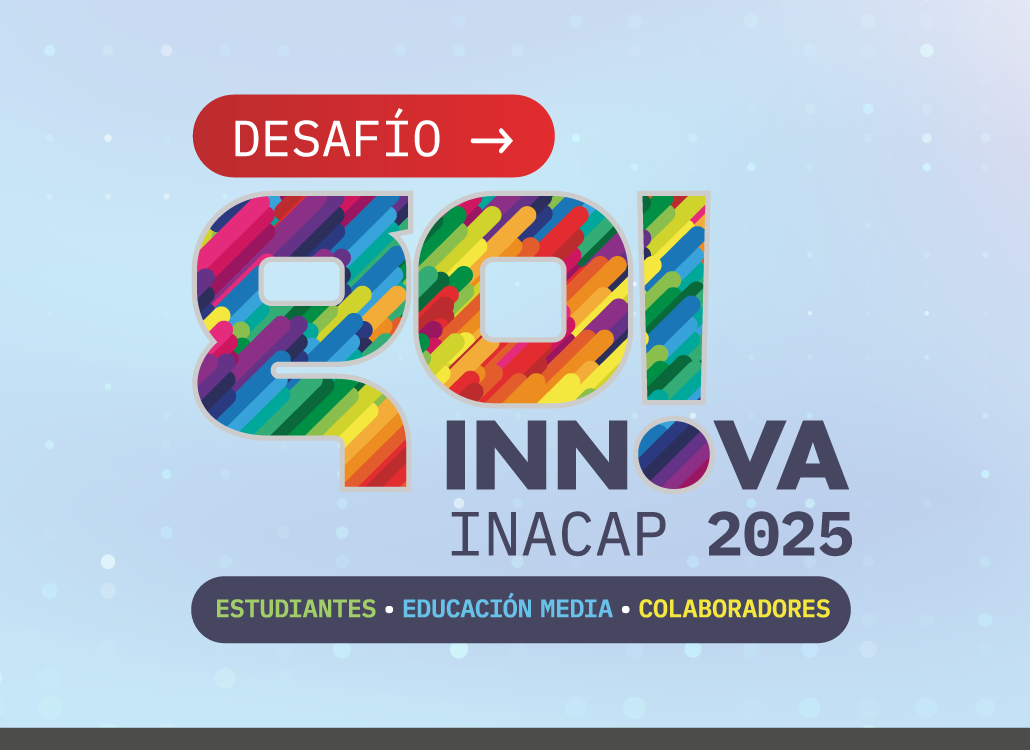 DESAFÍO →
go!
INNOVA
INACAP 2025
ESTUDIANTES • EDUCACIÓN MEDIA • COLABORADORES